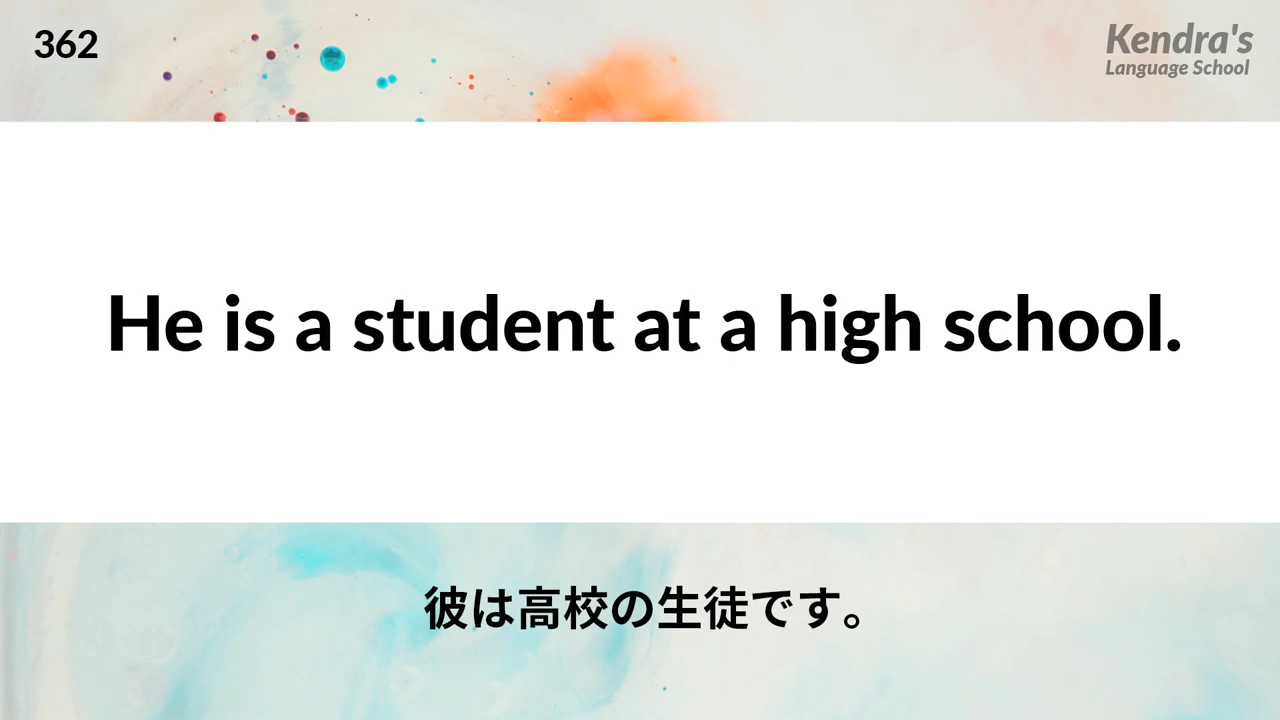 362
Kendra's
Language School
He is a student at a high school.
彼は高校の生徒です。